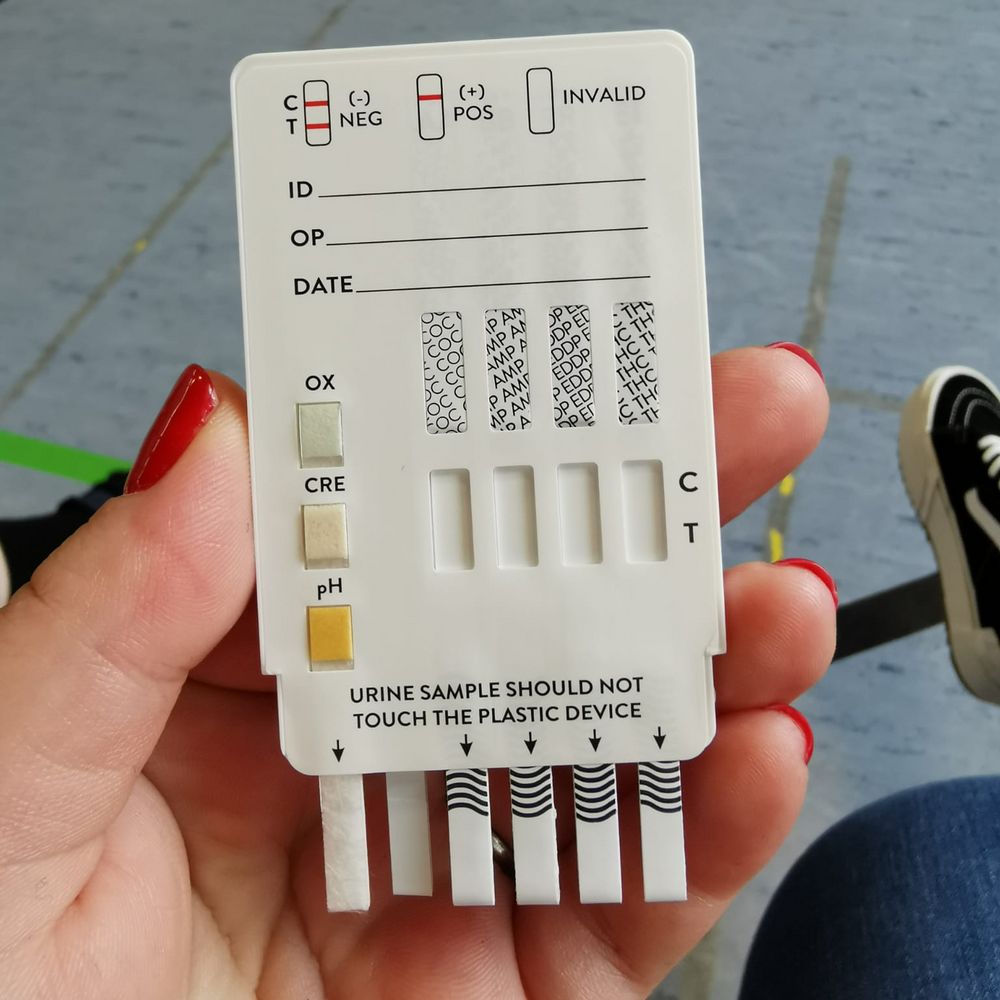 C (-)
T NEG
(+)
POS
INVALID
ID
OP
DATE
COC AMP EDDP THC
OX
CRE
pH
C
T
URINE SAMPLE SHOULD NOT
TOUCH THE PLASTIC DEVICE